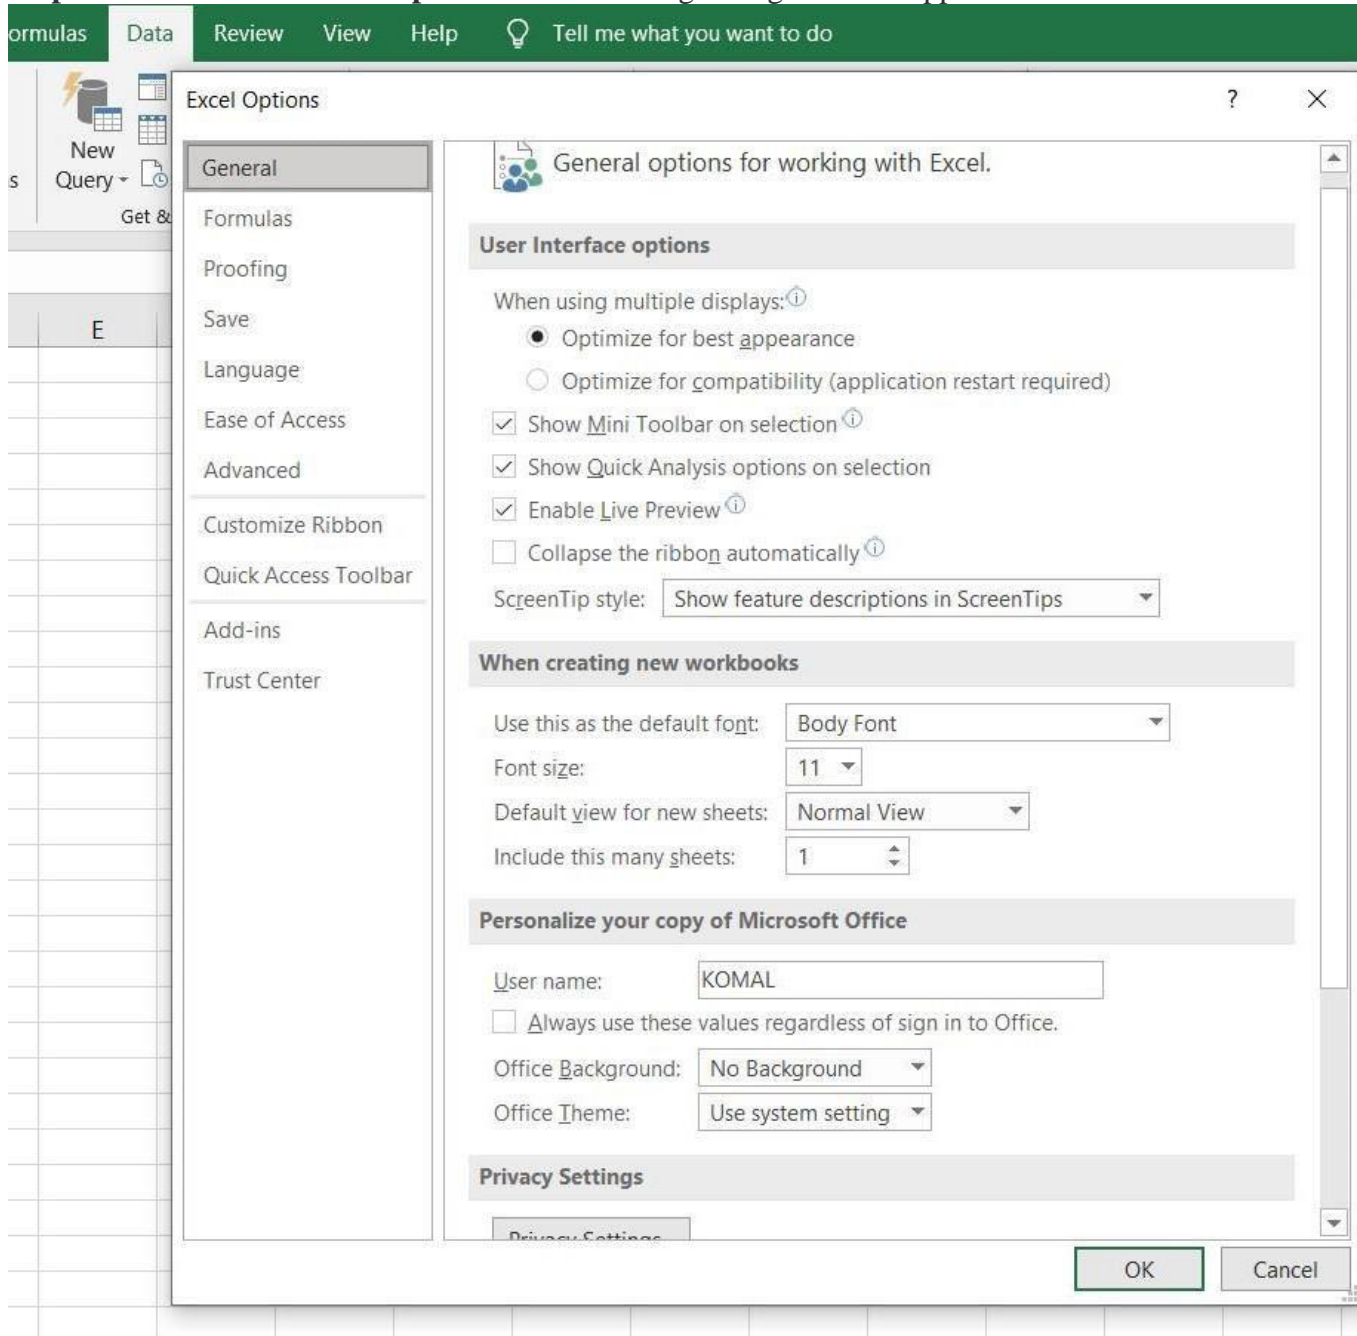 ormulas Data Review View Help Tell me what you want to do
Excel Options ? ×
New
Query
s
Get &
E
General
Formulas
Proofing
Save
Language
Ease of Access
Advanced
Customize Ribbon
Quick Access Toolbar
Add-ins
Trust Center
General options for working with Excel.
User Interface options
When using multiple displays:
Optimize for best appearance
Optimize for compatibility (application restart required)
Show Mini Toolbar on selection
Show Quick Analysis options on selection
Enable Live Preview
Collapse the ribbon automatically
ScreenTip style: Show feature descriptions in ScreenTips
When creating new workbooks
Use this as the default font: Body Font
Font size: 11
Default view for new sheets: Normal View
Include this many sheets: 1
Personalize your copy of Microsoft Office
User name: KOMAL
Always use these values regardless of sign in to Office.
Office Background: No Background
Office Theme: Use system setting
Privacy Settings
Privacy Settings
OK Cancel